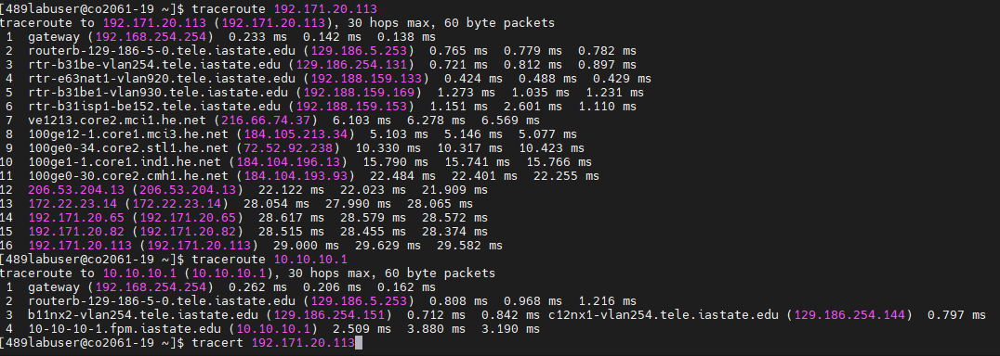 [489labuser@co2061-19 ~]$ traceroute 192.171.20.113
traceroute to 192.171.20.113 (192.171.20.113), 30 hops max, 60 byte packets
1 gateway (192.168.254.254) 0.233 ms 0.142 ms 0.138 ms
2 routerb-129-186-5-0.tele.iastate.edu (129.186.5.253) 0.765 ms 0.779 ms 0.782 ms
3 rtr-b31be-vlan254.tele.iastate.edu (129.186.254.131) 0.721 ms 0.812 ms 0.897 ms
4 rtr-e63nat1-vlan920.tele.iastate.edu (192.188.159.133) 0.424 ms 0.488 ms 0.429 ms
5 rtr-b31be1-vlan930.tele.iastate.edu (192.188.159.169) 1.273 ms 1.035 ms 1.231 ms
6 rtr-b31isp1-be152.tele.iastate.edu (192.188.159.153) 1.151 ms 2.601 ms 1.110 ms
7 ve1213.core2.mci1.he.net (216.66.74.37) 6.103 ms 6.278 ms 6.569 ms
8 100ge12-1.core1.mci3.he.net (184.105.213.34) 5.103 ms 5.146 ms 5.077 ms
9 100ge0-34.core2.stl1.he.net (72.52.92.238) 10.330 ms 10.317 ms 10.423 ms
10 100ge1-1.core1.ind1.he.net (184.104.196.13) 15.790 ms 15.741 ms 15.766 ms
11 100ge0-30.core2.cmh1.he.net (184.104.193.93) 22.484 ms 22.401 ms 22.255 ms
12 206.53.204.13 (206.53.204.13) 22.122 ms 22.023 ms 21.909 ms
13 172.22.23.14 (172.22.23.14) 28.054 ms 27.990 ms 28.065 ms
14 192.171.20.65 (192.171.20.65) 28.617 ms 28.579 ms 28.572 ms
15 192.171.20.82 (192.171.20.82) 28.515 ms 28.455 ms 28.374 ms
16 192.171.20.113 (192.171.20.113) 29.000 ms 29.629 ms 29.582 ms
[489labuser@co2061-19 ~]$ traceroute 10.10.10.1
traceroute to 10.10.10.1 (10.10.10.1), 30 hops max, 60 byte packets
1 gateway (192.168.254.254) 0.262 ms 0.206 ms 0.162 ms
2 routerb-129-186-5-0.tele.iastate.edu (129.186.5.253) 0.808 ms 0.968 ms 1.216 ms
3 b11nx2-vlan254.tele.iastate.edu (129.186.254.151) 0.712 ms 0.842 ms c12nx1-vlan254.tele.iastate.edu (129.186.254.144) 0.797 ms
4 10-10-10-1.fpm.iastate.edu (10.10.10.1) 2.509 ms 3.880 ms 3.190 ms
[489labuser@co2061-19 ~]$ tracert 192.171.20.113